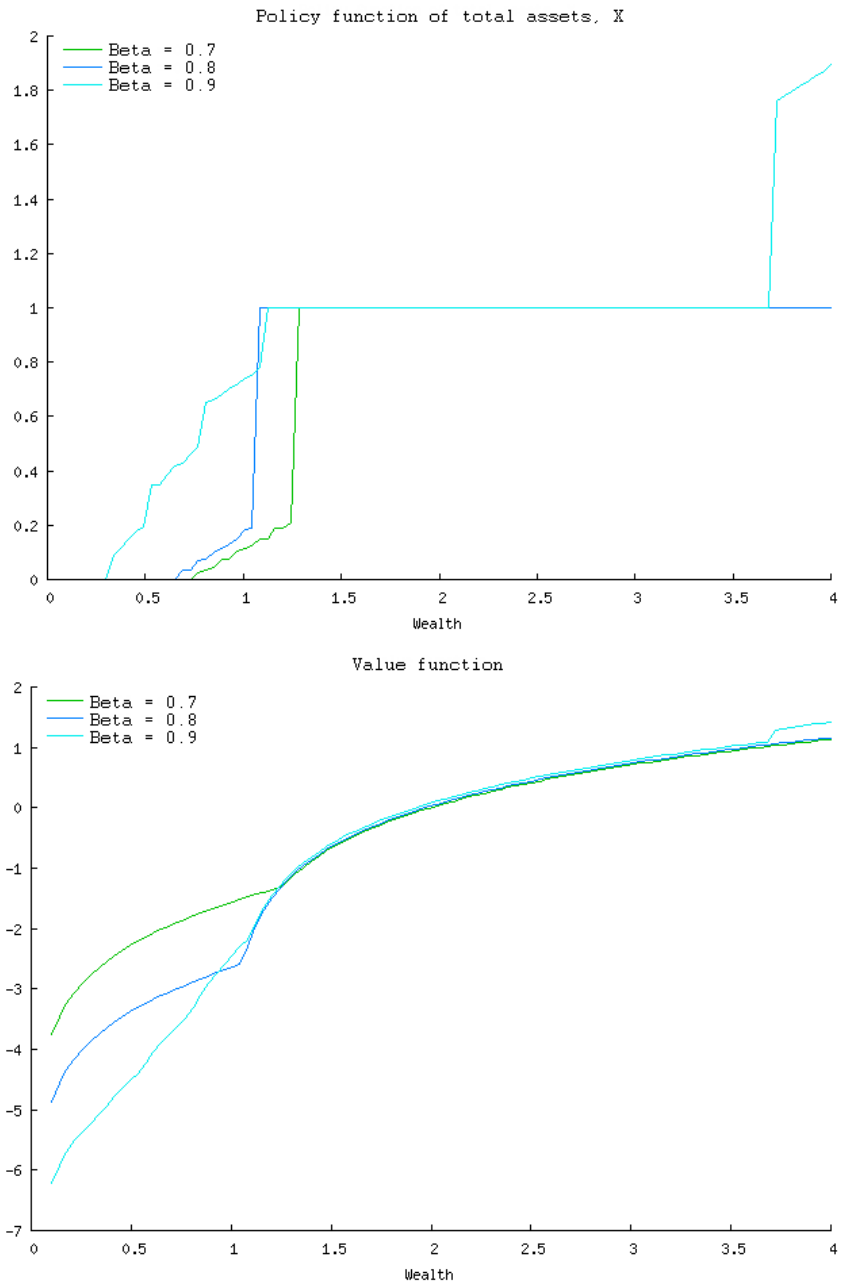 Policy function of total assets, X
2
Beta = 0.7
Beta = 0.8
Beta = 0.9
1.8
1.6
1.4
1.2
1
0.8
0.6
0.4
0.2
0
0 0.5 1 1.5 2 2.5 3 3.5 4
Wealth
Value function
2
Beta = 0.7
Beta = 0.8
Beta = 0.9
1
0
-1
-2
-3
-4
-5
-6
-7
0 0.5 1 1.5 2 2.5 3 3.5 4
Wealth